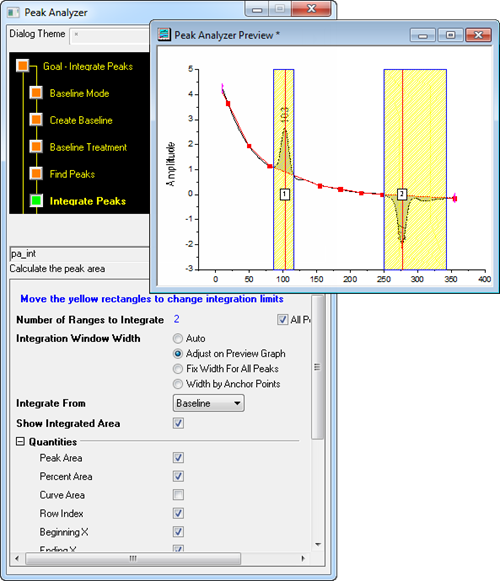 Peak Analyzer
Dialog Theme *
Goal - Integrate Peaks
Baseline Mode
Create Baseline
Baseline Treatment
Find Peaks
Integrate Peaks
pa_int
Calculate the peak area
Peak Analyzer Preview *
Amplitude
5
4
3
2
1
0
-1
-2
-3
0 50 100 150 200 250 300 350 400
1
2
Move the yellow rectangles to change integration limits
Number of Ranges to Integrate 2 All
Integration Window Width Auto
Adjust on Preview Graph
Fix Width For All Peaks
Width by Anchor Points
Integrate From Baseline
Show Integrated Area
Quantities
Peak Area
Percent Area
Curve Area
Row Index
Beginning X
Ending X